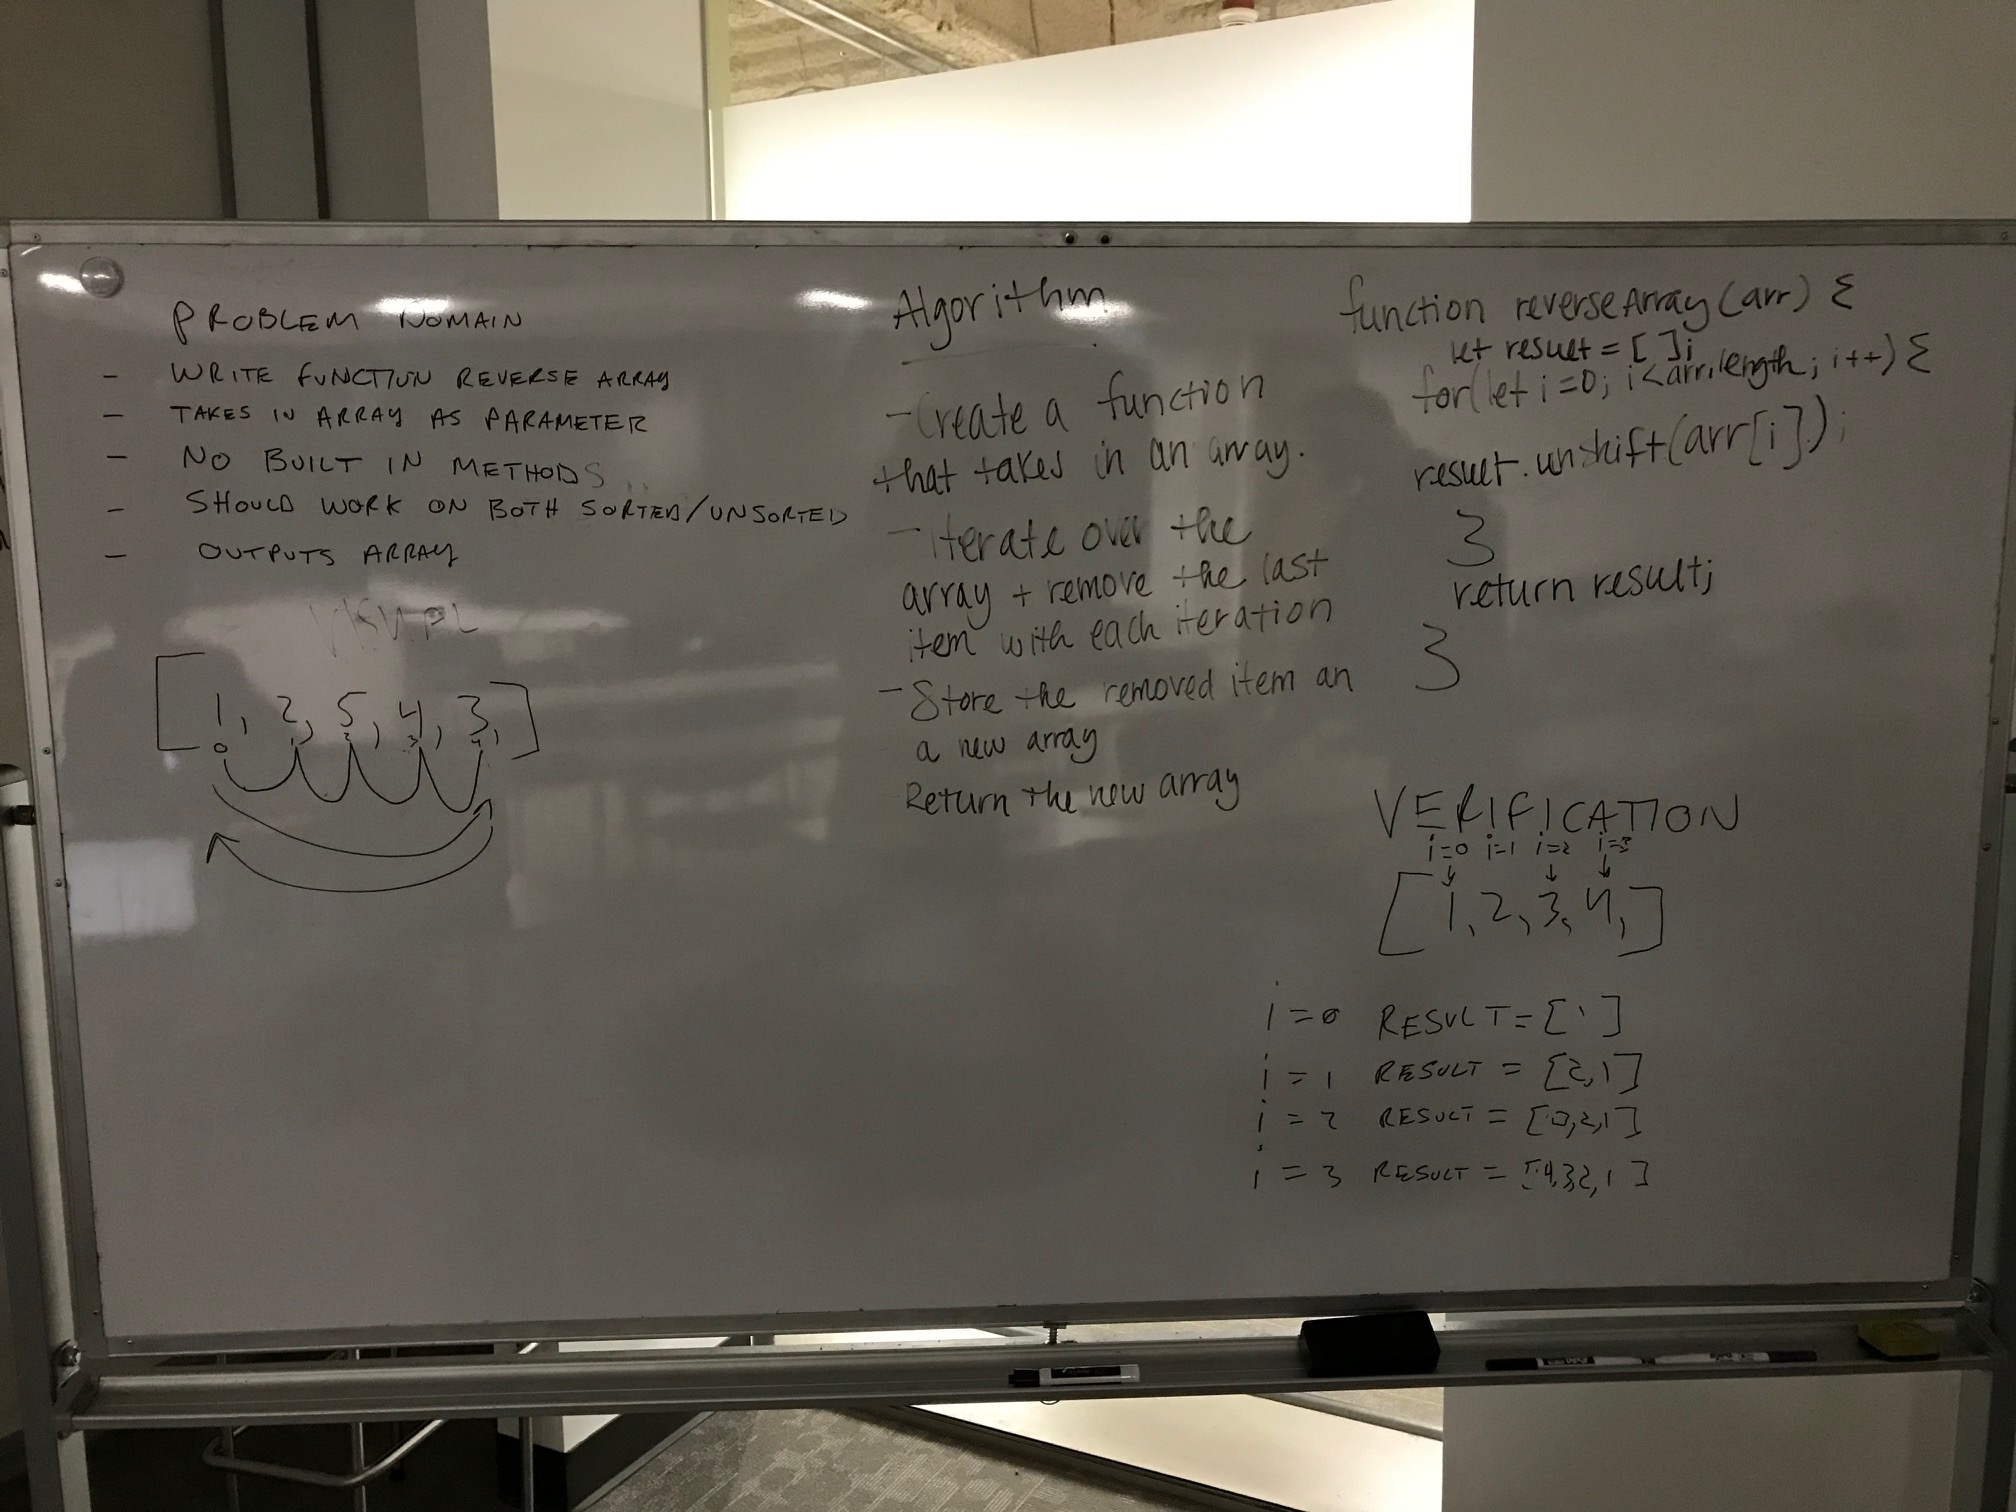 PROBLEM NOMAIN
- WRITE FUNCTION REVERSE ARRAY
- TAKES IN ARRAY AS PARAMETER
- NO BUILT IN METHODS
- SHOULD WORK ON BOTH SORTED/UNSORTED
- OUTPUTS ARRAY
VISUAL
[1, 2, 5, 4, 3,]
0 1 2 3 4
Algorithm
- Create a function
that takes in an array.
- iterate over the
array + remove the last
item with each iteration
- Store the removed item an
a new array
Return the new array
function reverseArray(arr) {
let result = [ ];
for(let i=0; i<arr.length; i++) {
result.unshift(arr[i]);
}
return result;
}
VERIFICATION
i=0 i=1 i=2 i=3
[1, 2, 3, 4,]
i=0 RESULT=[1]
i=1 RESULT = [2,1]
i=2 RESULT = [3,2,1]
i=3 RESULT = [4,3,2,1]